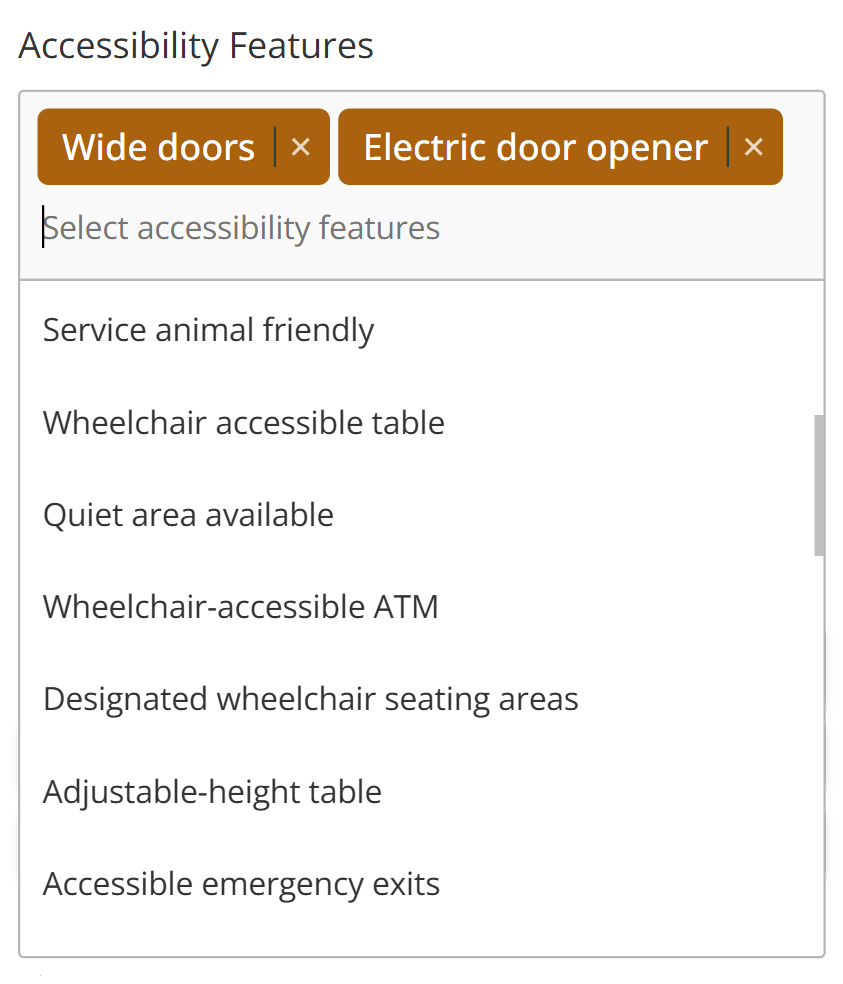 Accessibility Features
Wide doors × Electric door opener ×
Select accessibility features
Service animal friendly
Wheelchair accessible table
Quiet area available
Wheelchair-accessible ATM
Designated wheelchair seating areas
Adjustable-height table
Accessible emergency exits